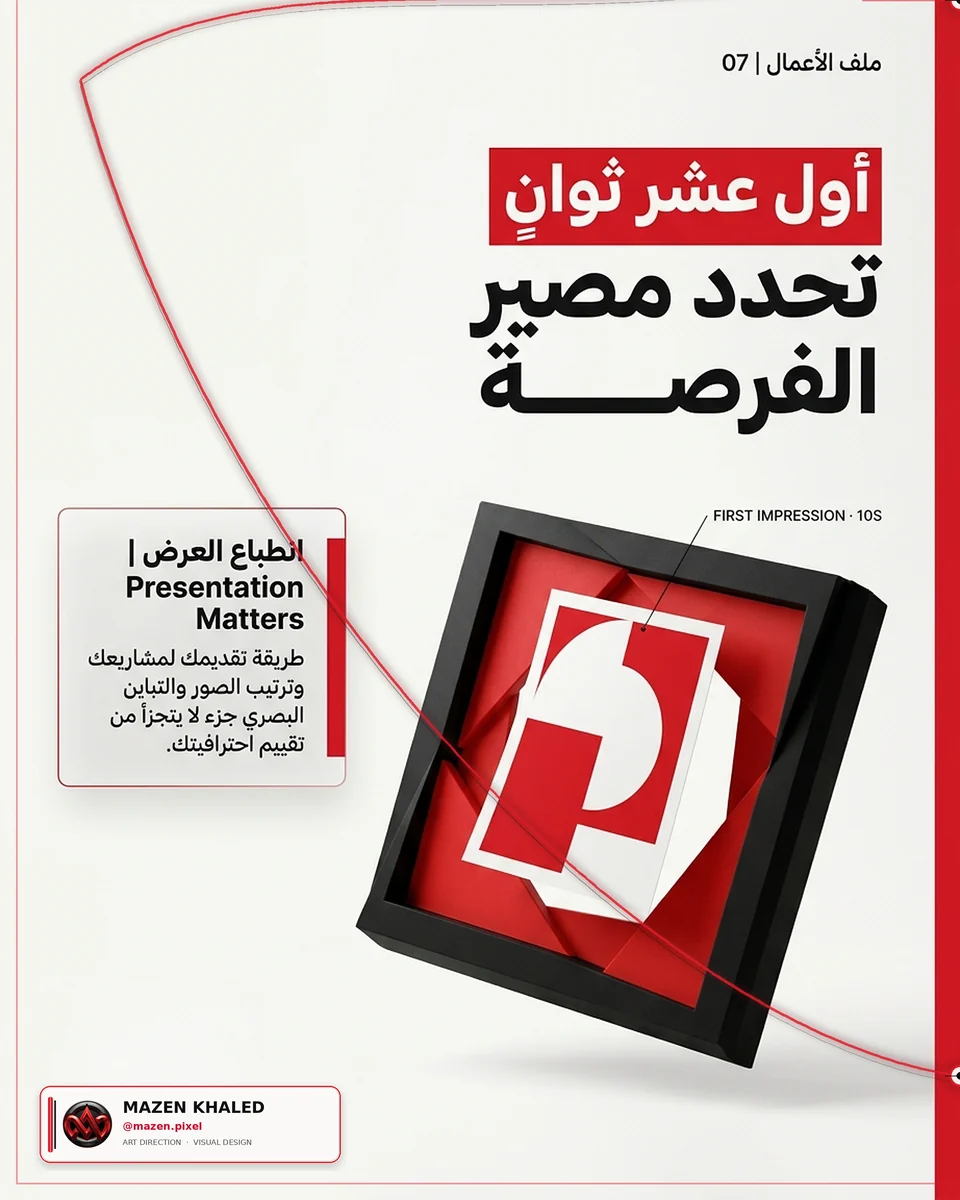 ملف الأعمال | 07
أول عشر ثوانٍ
تحدد مصير
الفرصـــــة
FIRST IMPRESSION · 10S
انطباع العرض |
Presentation
Matters
طريقة تقديمك لمشاريعك
وترتيب الصور والتباين
البصري جزء لا يتجزأ من
تقييم احترافيتك.
MAZEN KHALED
@mazen.pixel
ART DIRECTION · VISUAL DESIGN